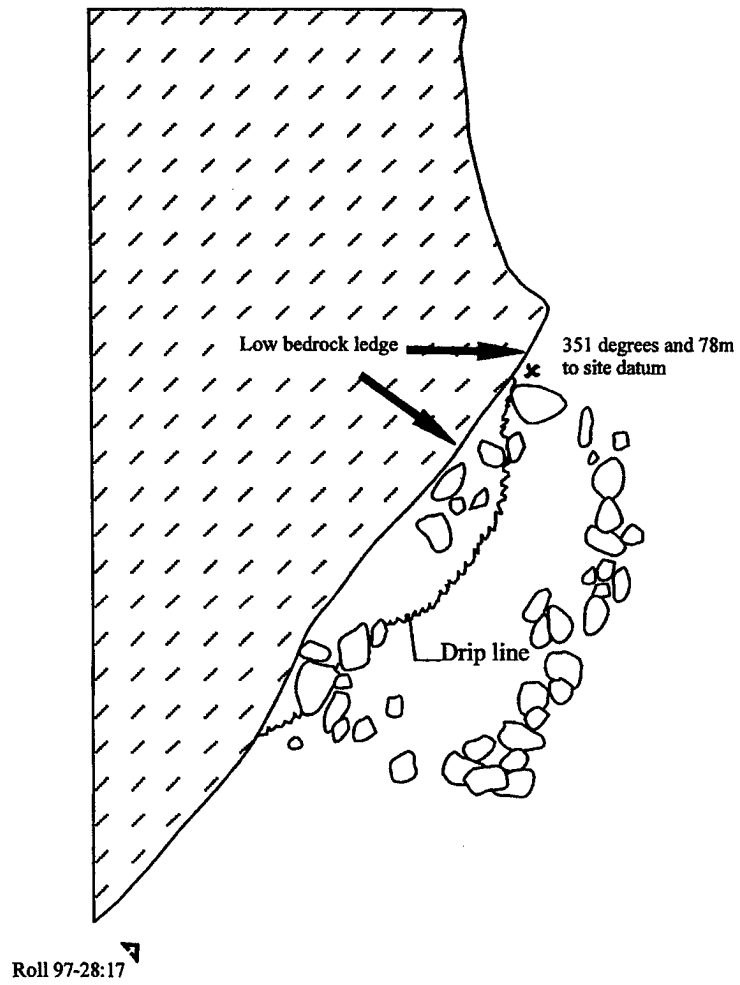 Low bedrock ledge
351 degrees and 78m
to site datum
Drip line
Roll 97-28:17